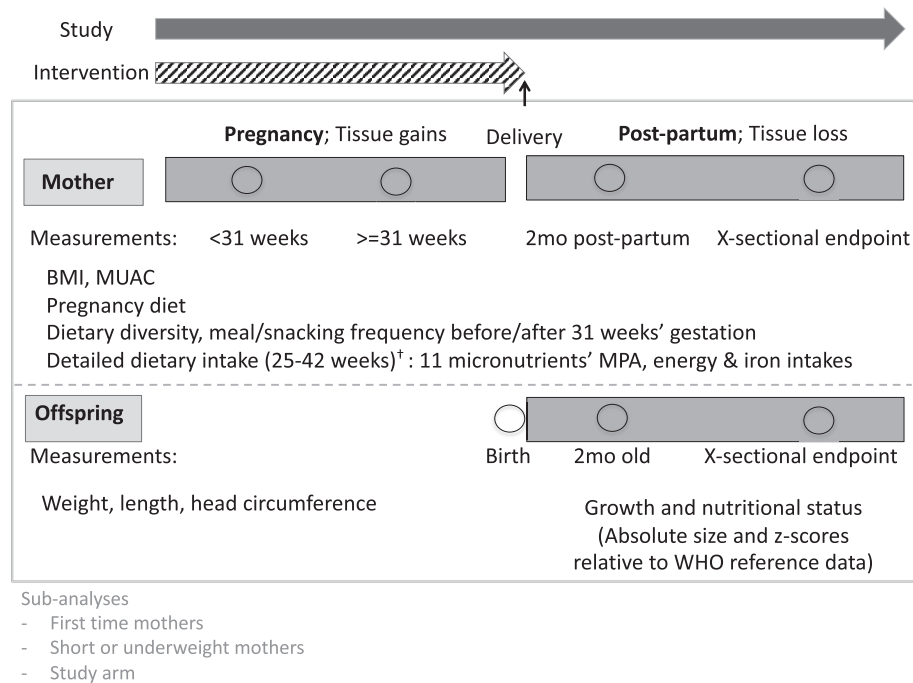 Study
Intervention
Pregnancy; Tissue gains
Delivery
Post-partum; Tissue loss
Mother
Measurements: <31 weeks >=31 weeks 2mo post-partum X-sectional endpoint
BMI, MUAC
Pregnancy diet
Dietary diversity, meal/snacking frequency before/after 31 weeks’ gestation
Detailed dietary intake (25-42 weeks)† : 11 micronutrients’ MPA, energy & iron intakes
Offspring
Measurements: Birth 2mo old X-sectional endpoint
Weight, length, head circumference
Growth and nutritional status
(Absolute size and z-scores
relative to WHO reference data)
Sub-analyses
- First time mothers
- Short or underweight mothers
- Study arm